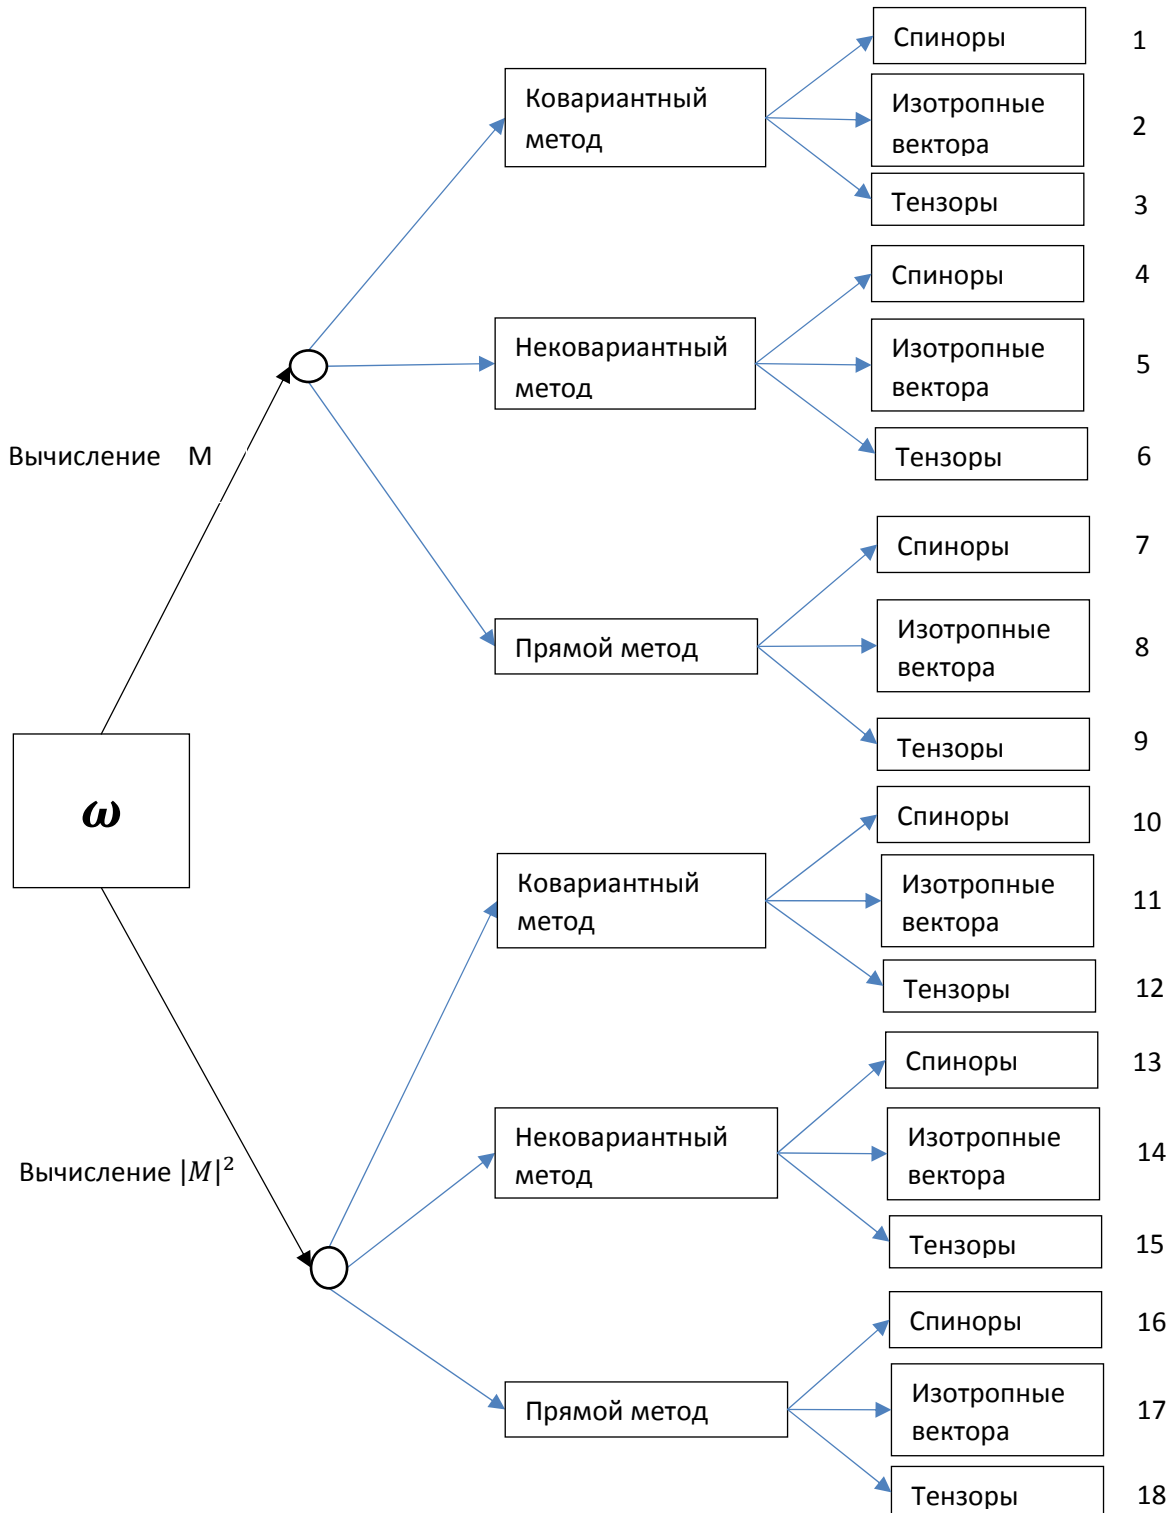 Спиноры 1
Ковариантный
метод
Изотропные
вектора
2
Тензоры 3
Спиноры 4
Нековариантный
метод
Изотропные
вектора
5
Вычисление М
Тензоры 6
Спиноры 7
Прямой метод
Изотропные
вектора
8
Тензоры 9
ω
Спиноры 10
Ковариантный
метод
Изотропные
вектора
11
Тензоры 12
Спиноры 13
Нековариантный
метод
Изотропные
вектора
14
Вычисление |M|²
Тензоры 15
Спиноры 16
Прямой метод
Изотропные
вектора
17
Тензоры 18